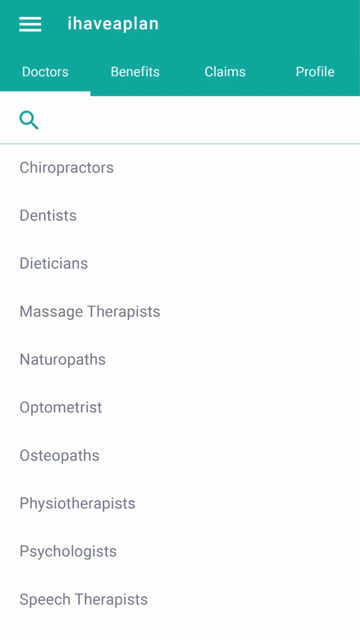 ihaveaplan
Doctors Benefits Claims Profile
Chiropractors
Dentists
Dieticians
Massage Therapists
Naturopaths
Optometrist
Osteopaths
Physiotherapists
Psychologists
Speech Therapists